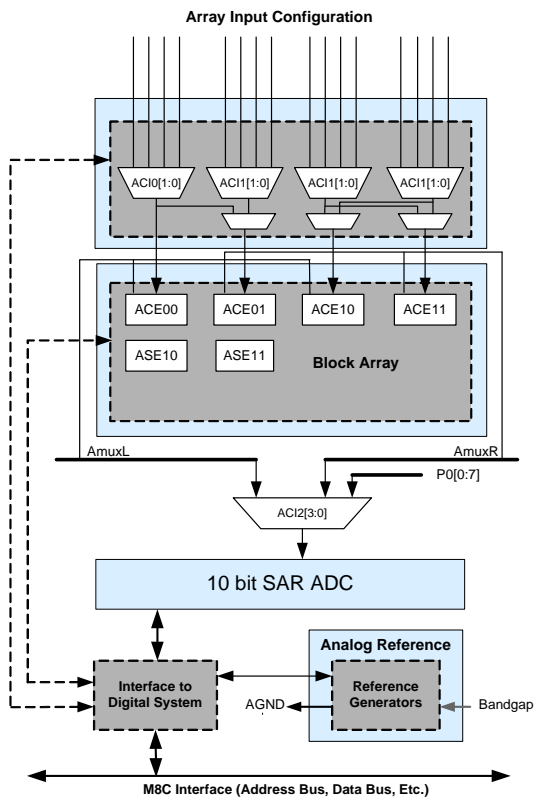 Array Input Configuration
ACI0[1:0] ACI1[1:0] ACI1[1:0] ACI1[1:0]
ACE00 ACE01 ACE10 ACE11
ASE10 ASE11
Block Array
AmuxL AmuxR
P0[0:7]
ACI2[3:0]
10 bit SAR ADC
Analog Reference
Interface to
Digital System
Reference
Generators
AGND
Bandgap
M8C Interface (Address Bus, Data Bus, Etc.)